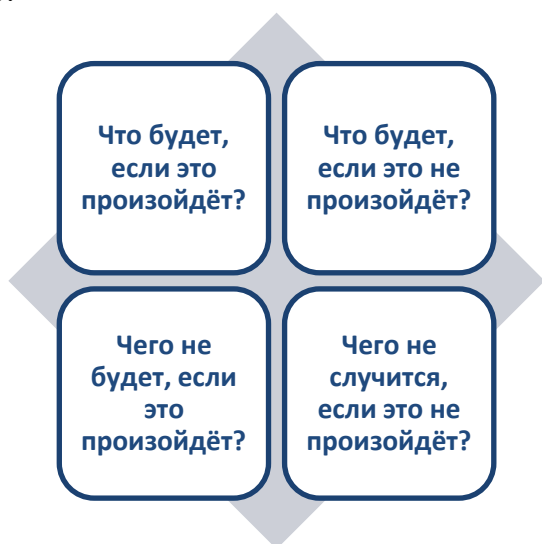 Что будет,
если это
произойдёт?
Что будет,
если это не
произойдёт?
Чего не
будет, если
это
произойдёт?
Чего не
случится,
если это не
произойдёт?